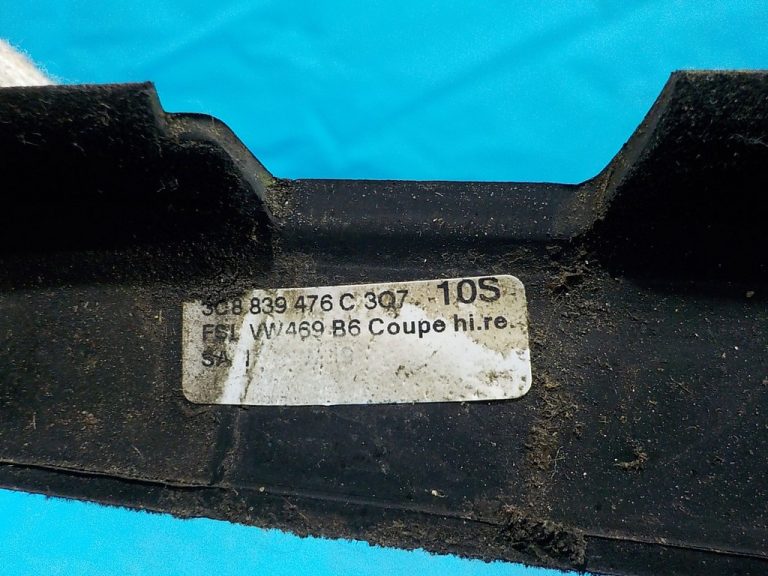 3C8 839 476 C 3Q7 10S
FSL VW469 B6 Coupe hi.re.
SA